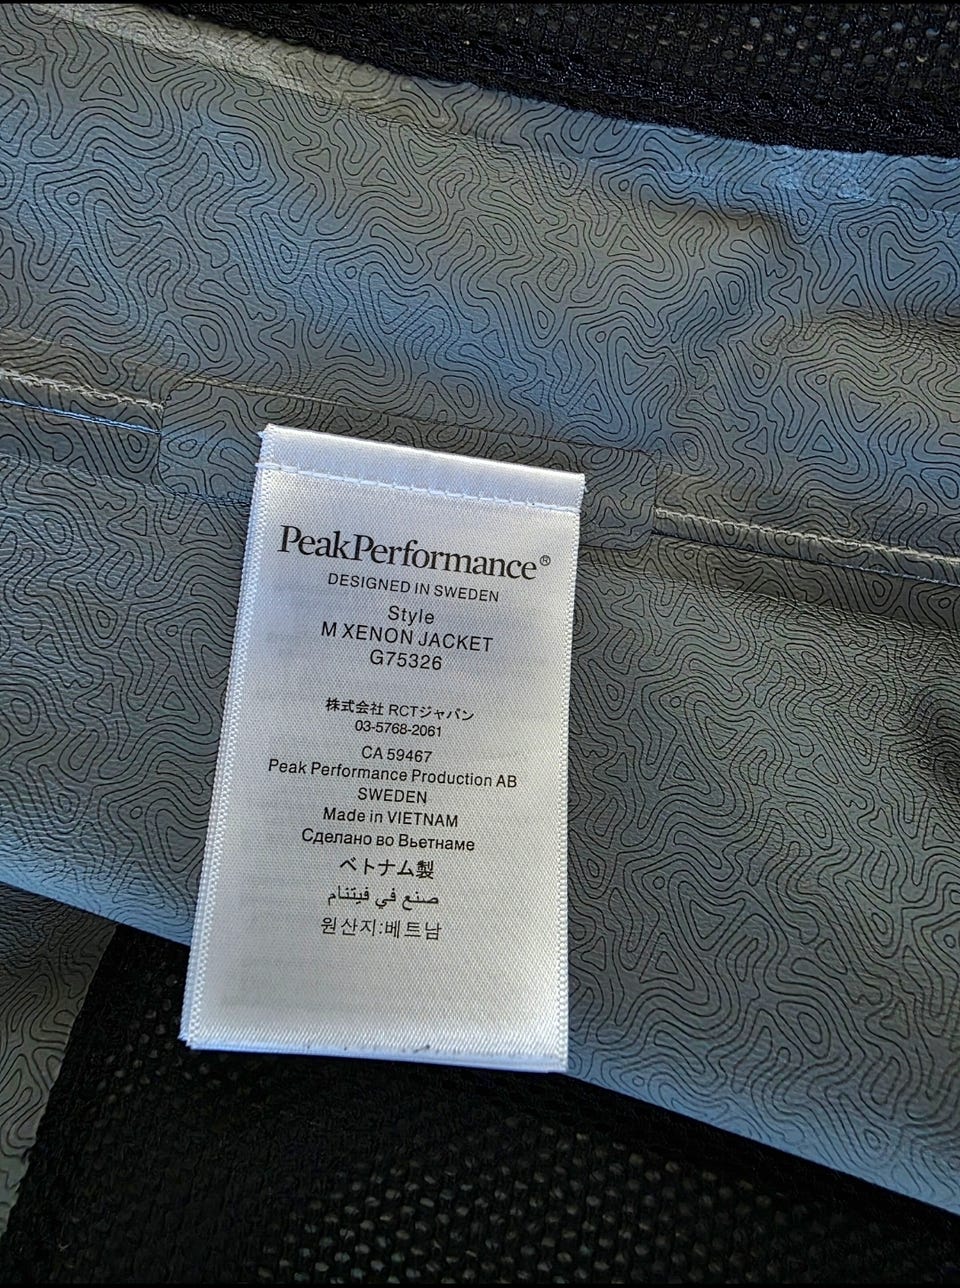 PeakPerformance®
DESIGNED IN SWEDEN
Style
M XENON JACKET
G75326
株式会社 RCTジャパン
03-5768-2061
CA 59467
Peak Performance Production AB
SWEDEN
Made in VIETNAM
Сделано во Вьетнаме
ベトナム製
صنع في فيتنام
원산지:베트남